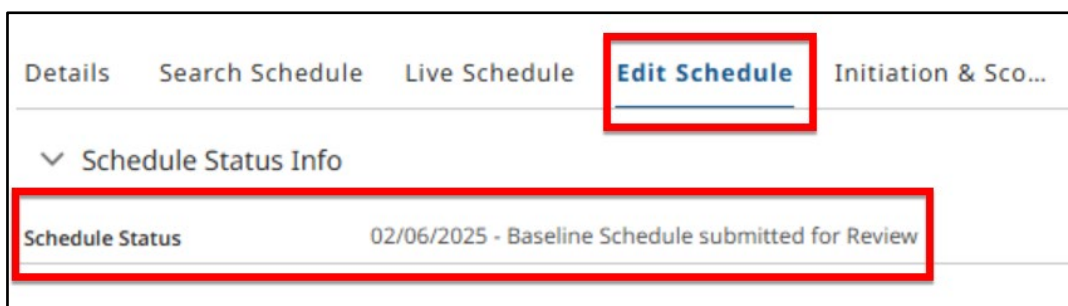 Details Search Schedule Live Schedule Edit Schedule Initiation & Sco...
Schedule Status Info
Schedule Status 02/06/2025 - Baseline Schedule submitted for Review